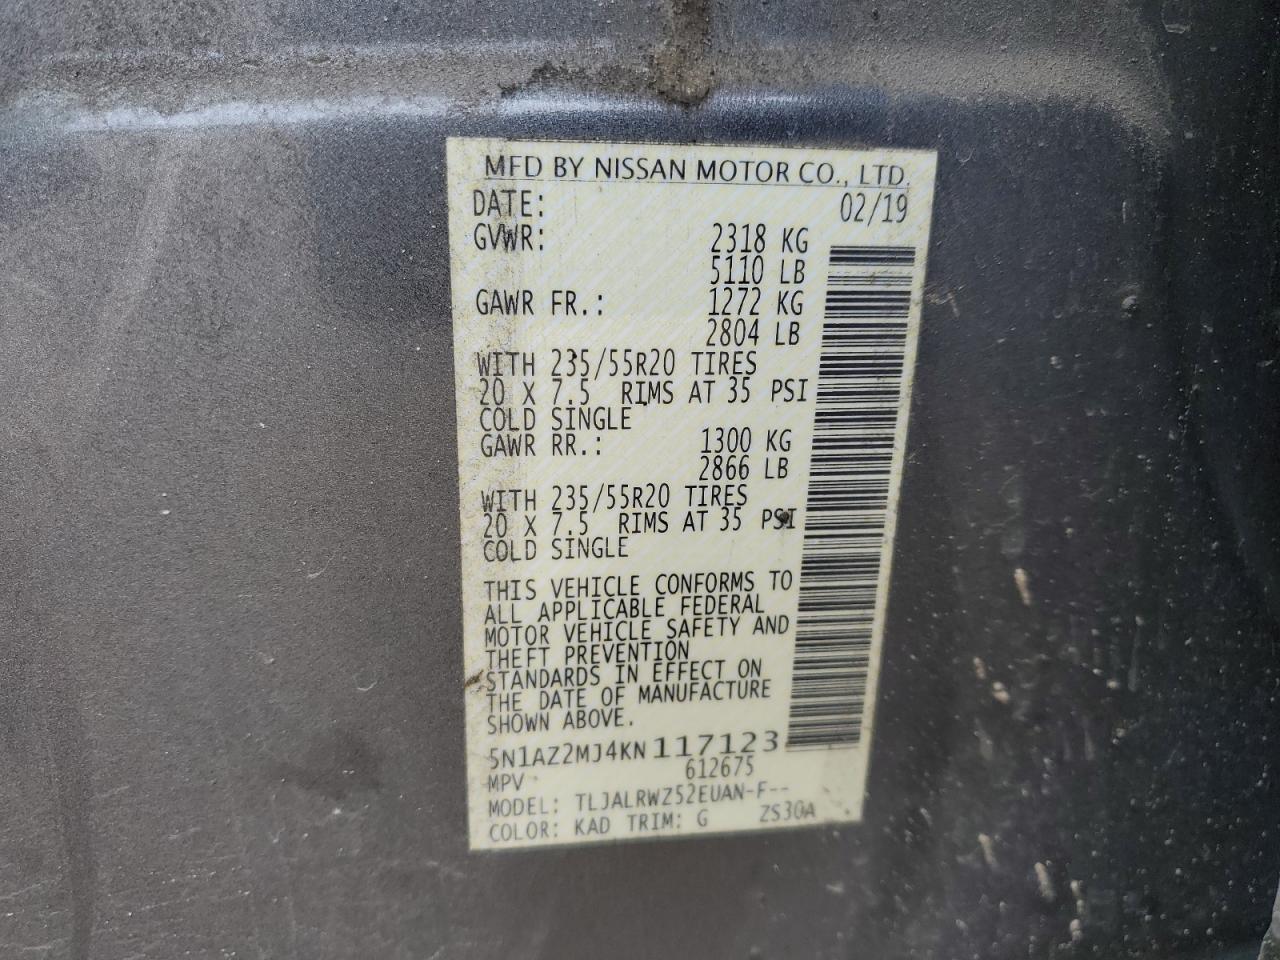 MFD BY NISSAN MOTOR CO., LTD.
DATE: 02/19
GVWR: 2318 KG
5110 LB
GAWR FR.: 1272 KG
2804 LB
WITH 235/55R20 TIRES
20 X 7.5 RIMS AT 35 PSI
COLD SINGLE
GAWR RR.: 1300 KG
2866 LB
WITH 235/55R20 TIRES
20 X 7.5 RIMS AT 35 PSI
COLD SINGLE
THIS VEHICLE CONFORMS TO
ALL APPLICABLE FEDERAL
MOTOR VEHICLE SAFETY AND
THEFT PREVENTION
STANDARDS IN EFFECT ON
THE DATE OF MANUFACTURE
SHOWN ABOVE.
5N1AZ2MJ4KN117123
MPV 612675
MODEL: TLJALRWZ52EUAN-F--
COLOR: KAD TRIM: G ZS30A